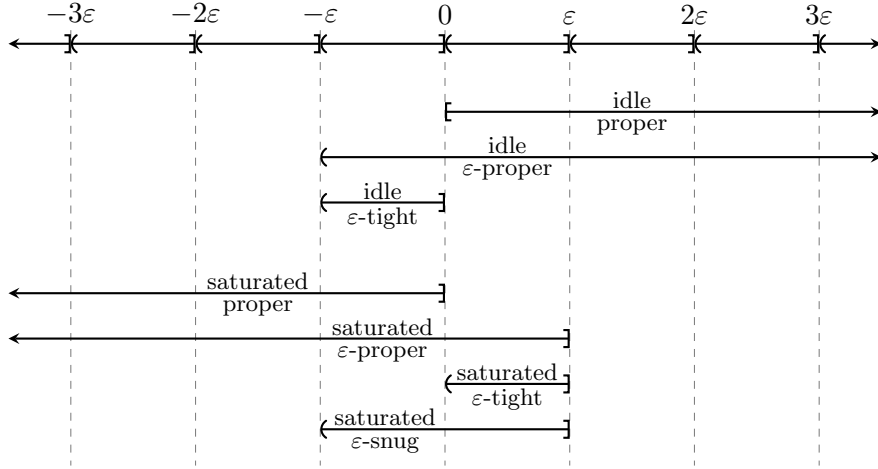 −3ε −2ε −ε 0 ε 2ε 3ε
idle
proper
idle
ε-proper
idle
ε-tight
saturated
proper
saturated
ε-proper
saturated
ε-tight
saturated
ε-snug